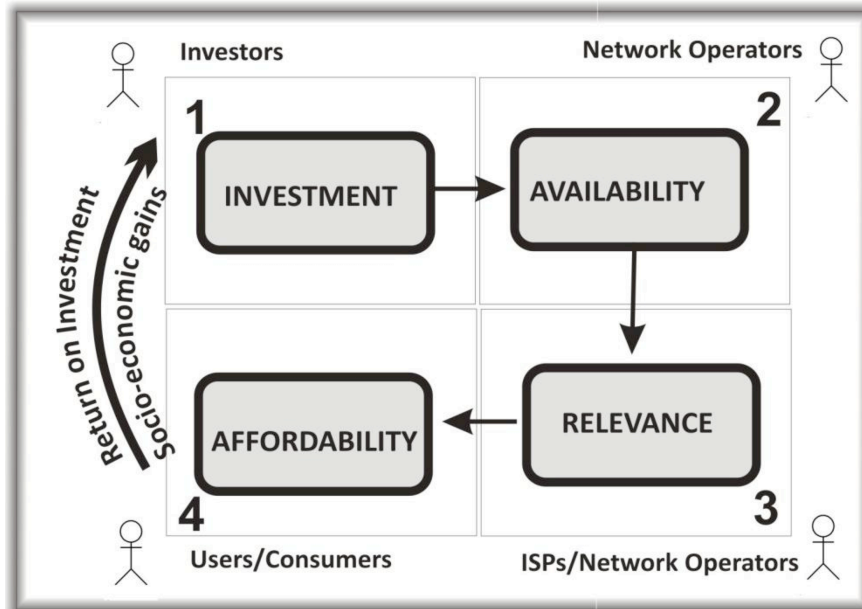 Investors
Network Operators
1
2
INVESTMENT
AVAILABILITY
Return on Investment
Socio-economic gains
AFFORDABILITY
RELEVANCE
4
3
Users/Consumers
ISPs/Network Operators